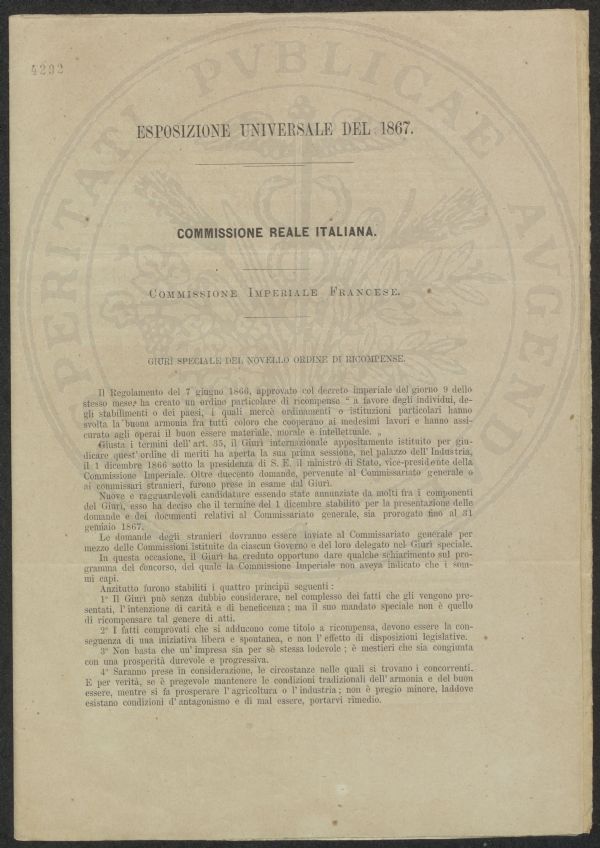 4292
PROSPERITATI PVBLICAE AVGENDAE
ESPOSIZIONE UNIVERSALE DEL 1867.
COMMISSIONE REALE ITALIANA.
COMMISSIONE IMPERIALE FRANCESE.
GIURÌ SPECIALE DEL NOVELLO ORDINE DI RICOMPENSE.
Il Regolamento del 7 giugno 1866, approvato col decreto imperiale del giorno 9 dello
stesso mese, ha creato un ordine particolare di ricompense “ a favore degli individui, de-
gli stabilimenti o dei paesi, i quali mercè ordinamenti o istituzioni particolari hanno
svolta la buona armonia fra tutti coloro che cooperano ai medesimi lavori e hanno assi-
curato agli operai il buon essere materiale, morale e intellettuale. „
Giusta i termini dell' art. 35, il Giurì internazionale appositamente istituito per giu-
dicare quest' ordine di meriti ha aperta la sua prima sessione, nel palazzo dell' Industria,
il 1 dicembre 1866 sotto la presidenza di S. E. il ministro di Stato, vice-presidente della
Commissione Imperiale. Oltre duecento domande, pervenute al Commissariato generale o
ai commissari stranieri, furono prese in esame dal Giurì.
Nuove e ragguardevoli candidature essendo state annunziate da molti fra i componenti
del Giurì, esso ha deciso che il termine del 1 dicembre stabilito per la presentazione delle
domande e dei documenti relativi al Commissariato generale, sia prorogato fino al 31
gennaio 1867.
Le domande degli stranieri dovranno essere inviate al Commissariato generale per
mezzo delle Commissioni istituite da ciascun Governo e del loro delegato nel Giurì speciale.
In questa occasione, il Giurì ha creduto opportuno dare qualche schiarimento sul pro-
gramma del concorso, del quale la Commissione Imperiale non aveva indicato che i som-
mi capi.
Anzitutto furono stabiliti i quattro principii seguenti :
1° Il Giurì può senza dubbio considerare, nel complesso dei fatti che gli vengono pre-
sentati, l' intenzione di carità e di beneficenza ; ma il suo mandato speciale non è quello
di ricompensare tal genere di atti.
2° I fatti comprovati che si adducono come titolo a ricompensa, devono essere la con-
seguenza di una iniziativa libera e spontanea, e non l' effetto di disposizioni legislative.
3° Non basta che un' impresa sia per sè stessa lodevole ; è mestieri che sia congiunta
con una prosperità durevole e progressiva.
4° Saranno prese in considerazione, le circostanze nelle quali si trovano i concorrenti.
E per verità, se è pregevole mantenere le condizioni tradizionali dell' armonia e del buon
essere, mentre si fa prosperare l' agricoltura o l' industria ; non è pregio minore, laddove
esistano condizioni d' antagonismo e di mal essere, portarvi rimedio.